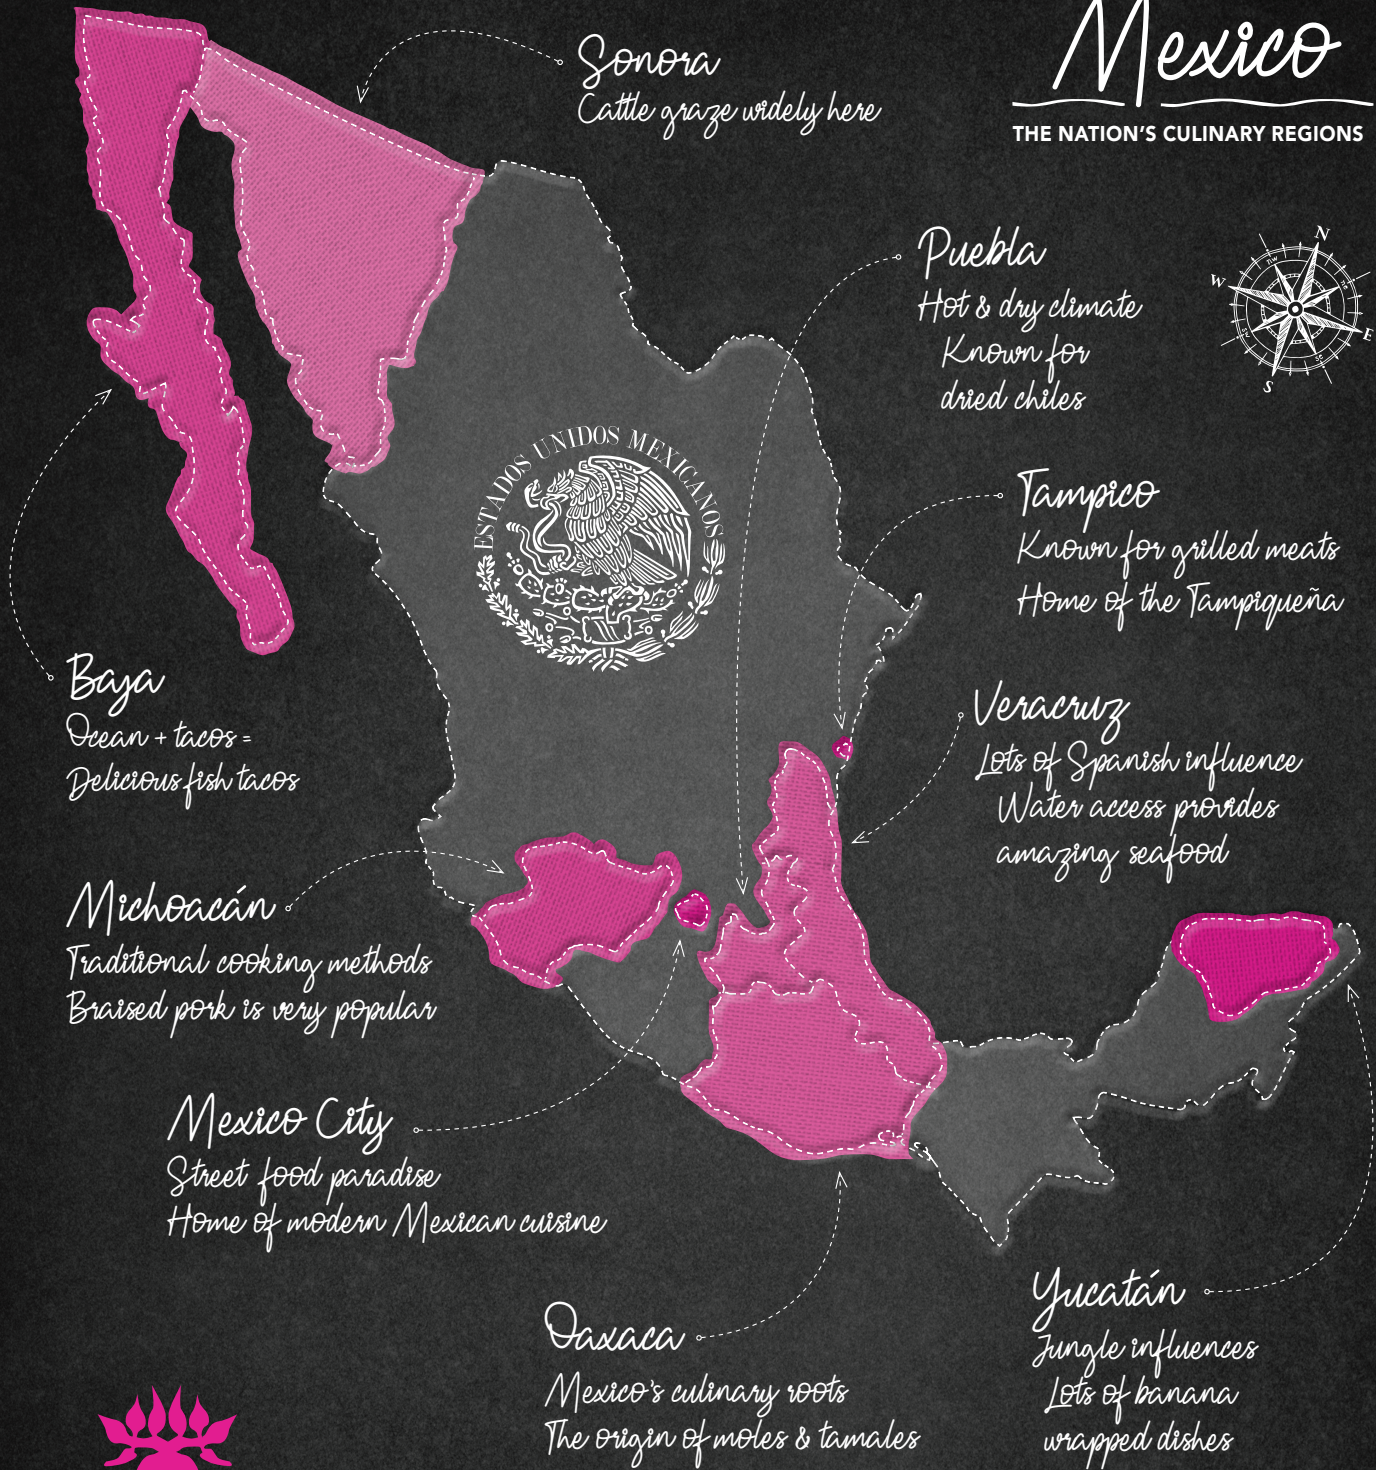 Mexico
THE NATION'S CULINARY REGIONS
Sonora
Cattle graze widely here
Puebla
Hot & dry climate
Known for
dried chiles
N
W
E
S
ESTADOS UNIDOS MEXICANOS
Tampico
Known for grilled meats
Home of the Tampiqueña
Baja
Ocean + tacos =
Delicious fish tacos
Veracruz
Lots of Spanish influence
Water access provides
amazing seafood
Michoacán
Traditional cooking methods
Braised pork is very popular
Mexico City
Street food paradise
Home of modern Mexican cuisine
Oaxaca
Mexico's culinary roots
The origin of moles & tamales
Yucatán
Jungle influences
Lots of banana
wrapped dishes